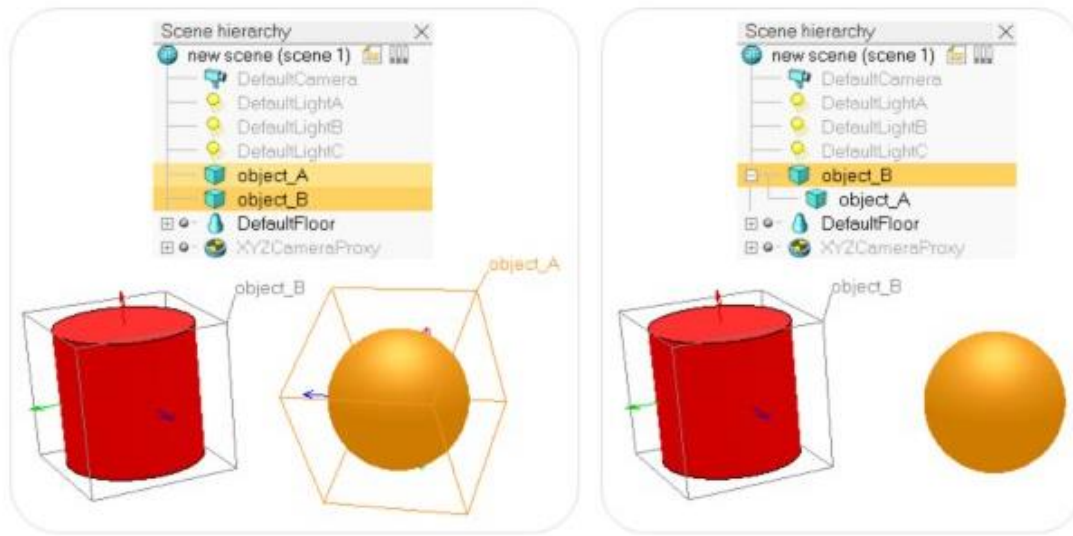 Scene hierarchy
new scene (scene 1)
DefaultCamera
DefaultLightA
DefaultLightB
DefaultLightC
object_A
object_B
DefaultFloor
XYZCameraProxy
object_A
object_B
Scene hierarchy
new scene (scene 1)
DefaultCamera
DefaultLightA
DefaultLightB
DefaultLightC
object_B
object_A
DefaultFloor
XYZCameraProxy
object_B